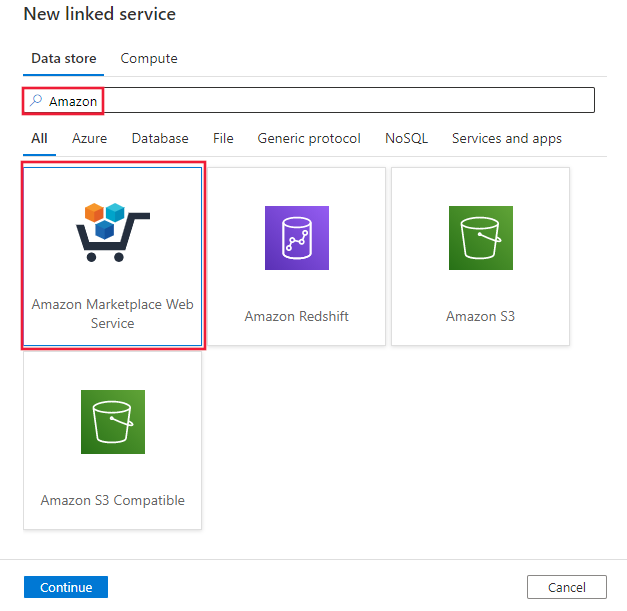 New linked service
Data store Compute
Amazon
All Azure Database File Generic protocol NoSQL Services and apps
Amazon Marketplace Web
Service
Amazon Redshift
Amazon S3
Amazon S3 Compatible
Continue Cancel